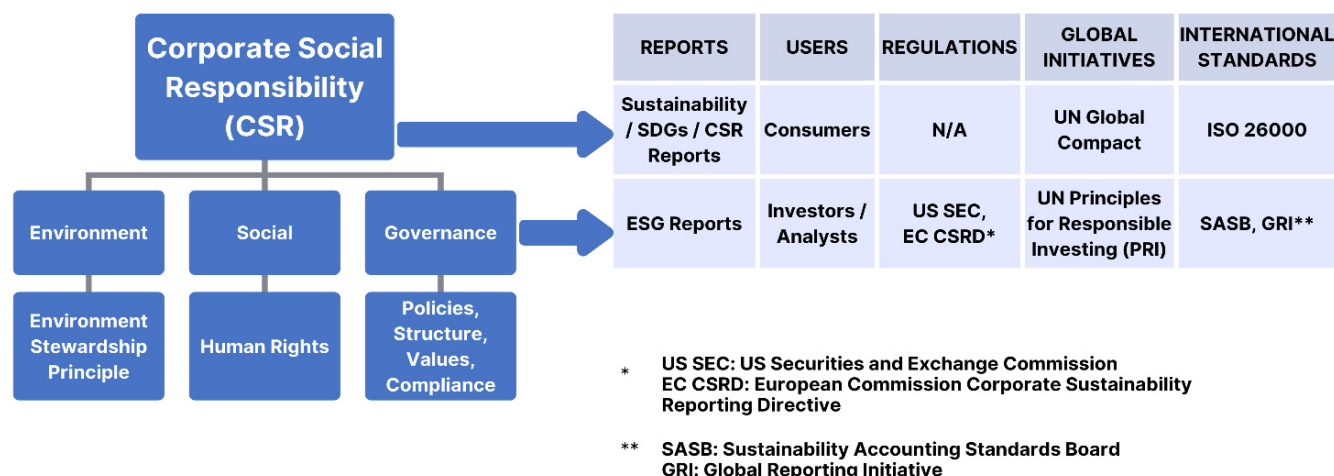 Corporate Social
Responsibility
(CSR)
Environment
Social
Governance
Environment
Stewardship
Principle
Human Rights
Policies,
Structure,
Values,
Compliance
REPORTS
USERS
REGULATIONS
GLOBAL
INITIATIVES
INTERNATIONAL
STANDARDS
Sustainability
/ SDGs / CSR
Reports
Consumers
N/A
UN Global
Compact
ISO 26000
ESG Reports
Investors /
Analysts
US SEC,
EC CSRD*
UN Principles
for Responsible
Investing (PRI)
SASB, GRI**
* US SEC: US Securities and Exchange Commission
EC CSRD: European Commission Corporate Sustainability
Reporting Directive
** SASB: Sustainability Accounting Standards Board
GRI: Global Reporting Initiative